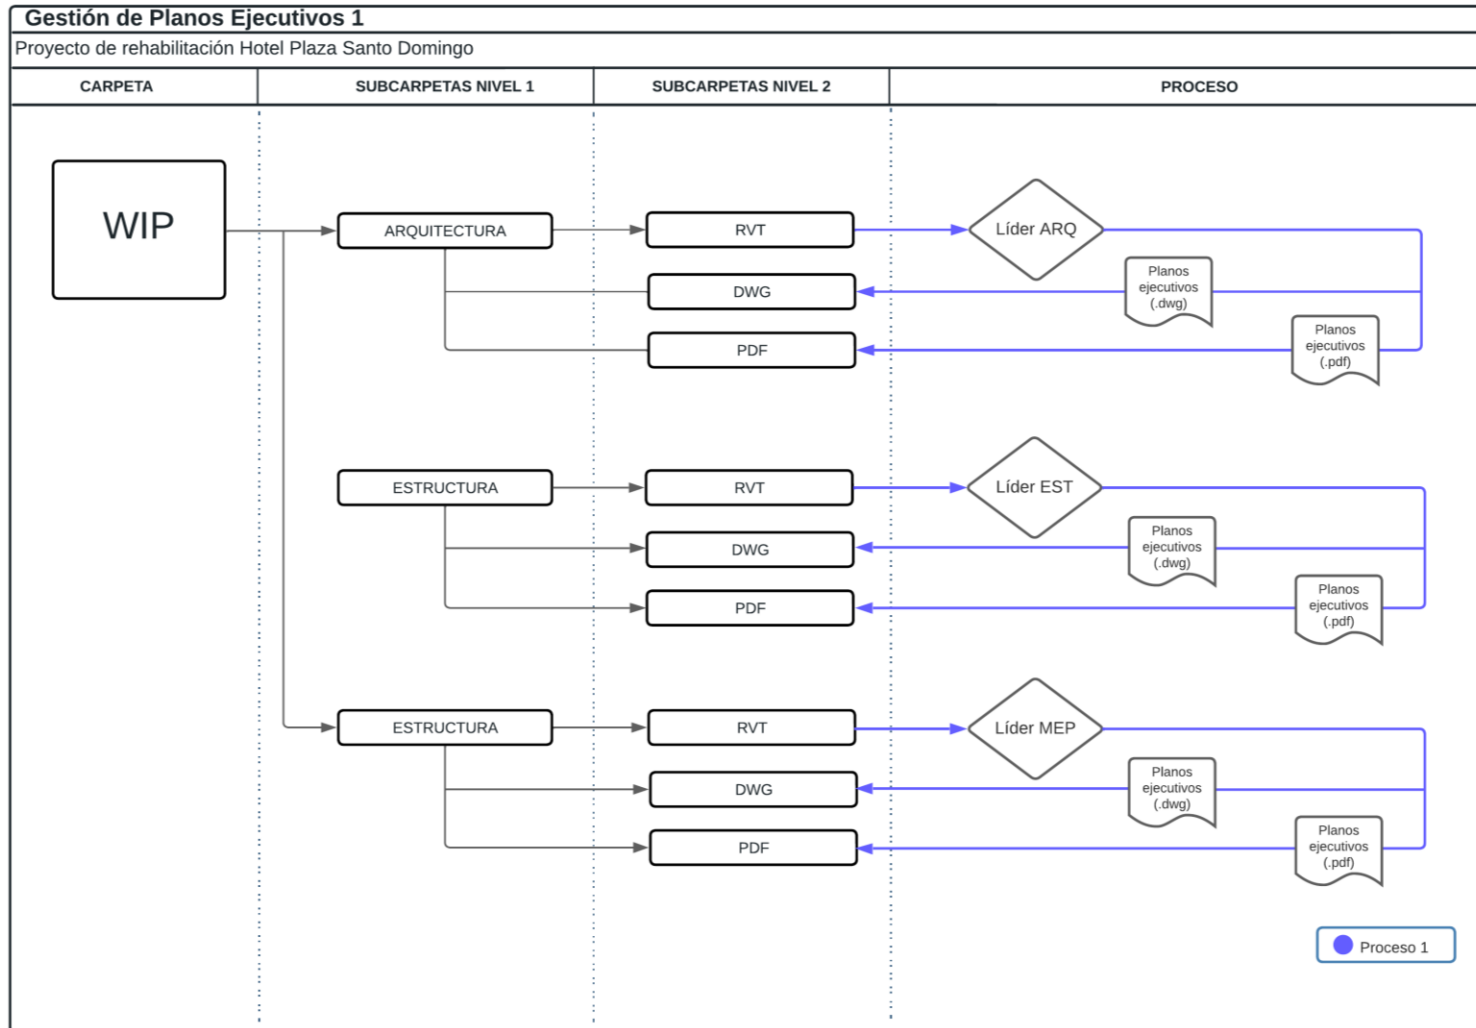 Gestión de Planos Ejecutivos 1
Proyecto de rehabilitación Hotel Plaza Santo Domingo
CARPETA
SUBCARPETAS NIVEL 1
SUBCARPETAS NIVEL 2
PROCESO
WIP
ARQUITECTURA
RVT
Líder ARQ
DWG
Planos
ejecutivos
(.dwg)
PDF
Planos
ejecutivos
(.pdf)
ESTRUCTURA
RVT
Líder EST
DWG
Planos
ejecutivos
(.dwg)
PDF
Planos
ejecutivos
(.pdf)
ESTRUCTURA
RVT
Líder MEP
DWG
Planos
ejecutivos
(.dwg)
PDF
Planos
ejecutivos
(.pdf)
Proceso 1